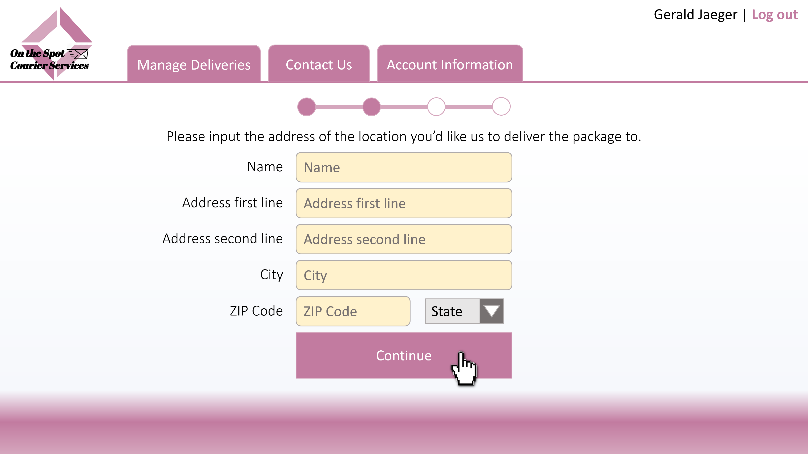 Gerald Jaeger | Log out
On the Spot
Courier Services
Manage Deliveries
Contact Us
Account Information
Please input the address of the location you'd like us to deliver the package to.
Name
Name
Address first line
Address first line
Address second line
Address second line
City
City
ZIP Code
ZIP Code
State
Continue